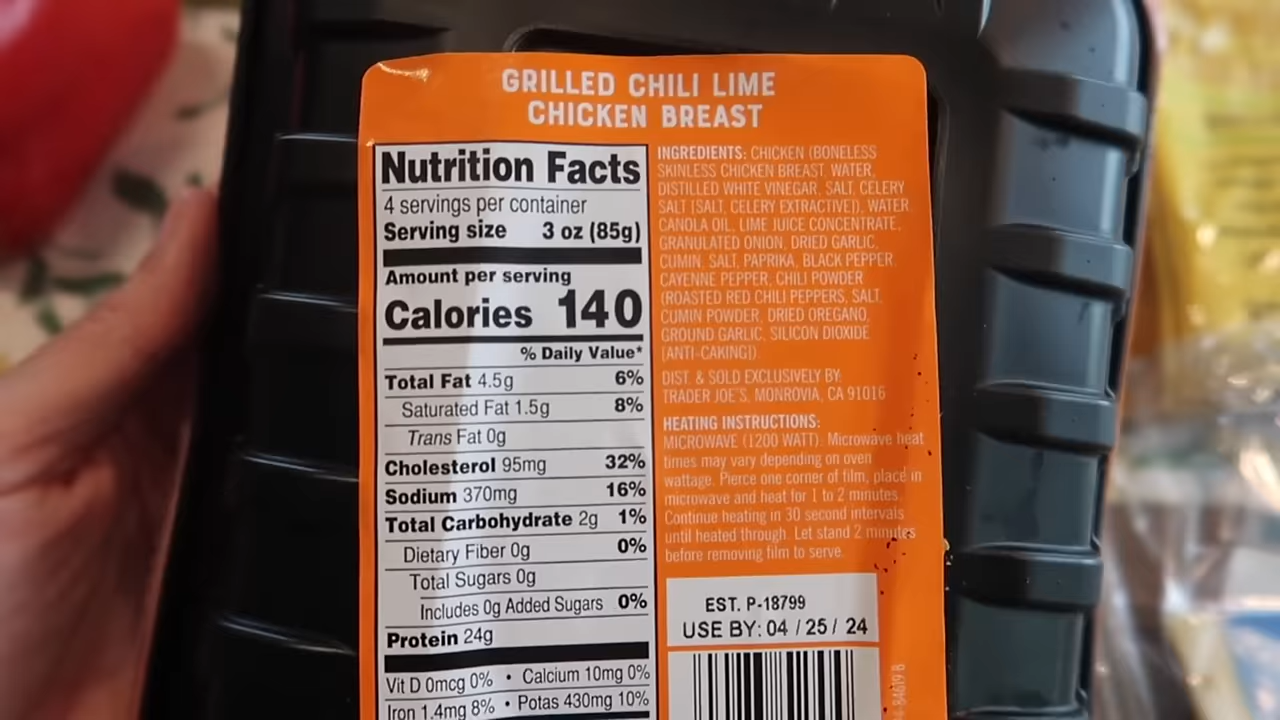 GRILLED CHILI LIME
CHICKEN BREAST
Nutrition Facts
4 servings per container
Serving size 3 oz (85g)
Amount per serving
Calories 140
% Daily Value*
Total Fat 4.5g 6%
Saturated Fat 1.5g 8%
Trans Fat 0g
Cholesterol 95mg 32%
Sodium 370mg 16%
Total Carbohydrate 2g 1%
Dietary Fiber 0g 0%
Total Sugars 0g
Includes 0g Added Sugars 0%
Protein 24g
Vit D 0mcg 0% • Calcium 10mg 0%
Iron 1.4mg 8% • Potas 430mg 10%
INGREDIENTS: CHICKEN (BONELESS
SKINLESS CHICKEN BREAST, WATER,
DISTILLED WHITE VINEGAR, SALT, CELERY
SALT [SALT, CELERY EXTRACTIVE]), WATER,
CANOLA OIL, LIME JUICE CONCENTRATE,
GRANULATED ONION, DRIED GARLIC,
CUMIN, SALT, PAPRIKA, BLACK PEPPER,
CAYENNE PEPPER, CHILI POWDER
(ROASTED RED CHILI PEPPERS, SALT,
CUMIN POWDER, DRIED OREGANO,
GROUND GARLIC, SILICON DIOXIDE
[ANTI-CAKING]).
DIST. & SOLD EXCLUSIVELY BY:
TRADER JOE'S, MONROVIA, CA 91016
HEATING INSTRUCTIONS:
MICROWAVE (1200 WATT): Microwave heat
times may vary depending on oven
wattage. Pierce one corner of film, place in
microwave and heat for 1 to 2 minutes.
Continue heating in 30 second intervals
until heated through. Let stand 2 minutes
before removing film to serve.
EST. P-18799
USE BY: 04 / 25 / 24